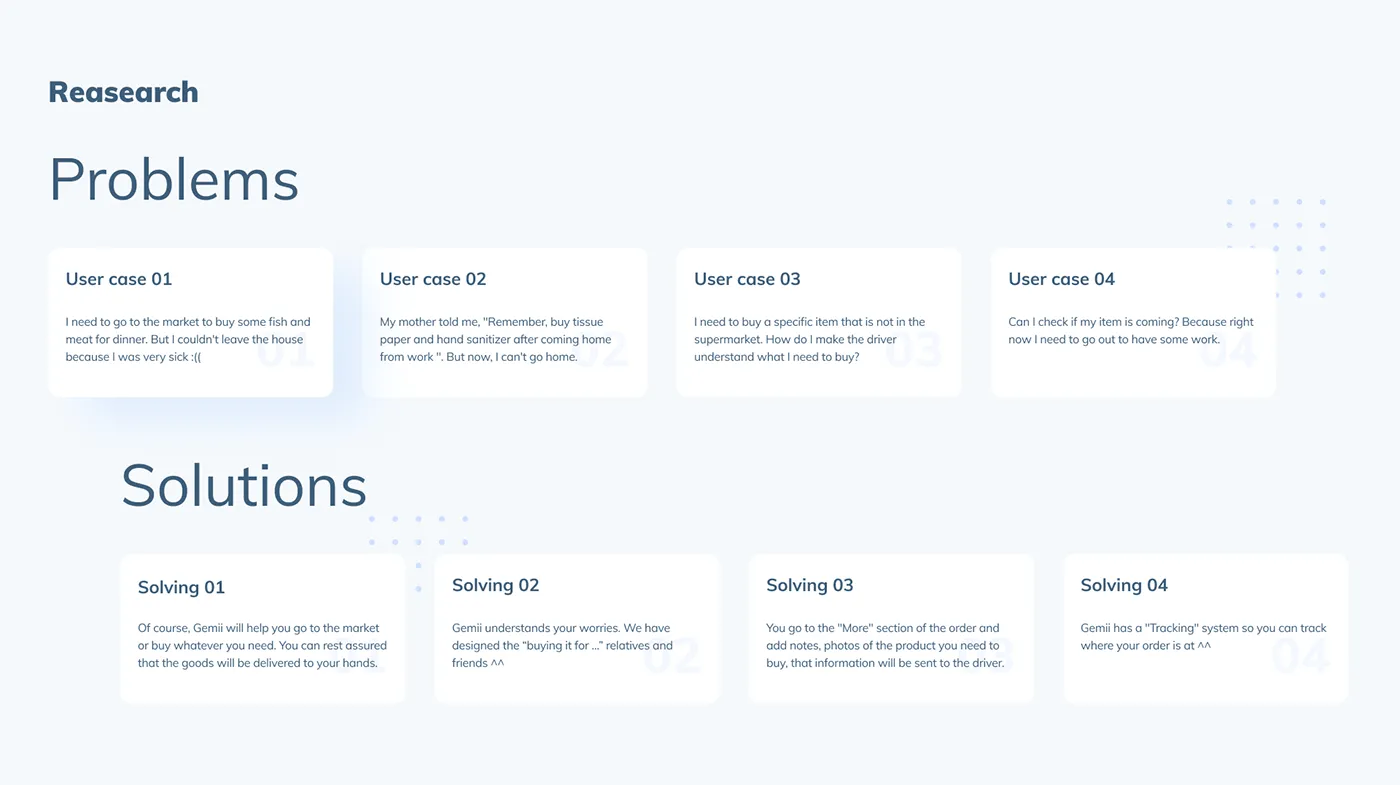 Reasearch
Problems
User case 01
I need to go to the market to buy some fish and
meat for dinner. But I couldn't leave the house
because I was very sick :((
01
User case 02
My mother told me, "Remember, buy tissue
paper and hand sanitizer after coming home
from work ". But now, I can't go home.
02
User case 03
I need to buy a specific item that is not in the
supermarket. How do I make the driver
understand what I need to buy?
03
User case 04
Can I check if my item is coming? Because right
now I need to go out to have some work.
04
Solutions
Solving 01
Of course, Gemii will help you go to the market
or buy whatever you need. You can rest assured
that the goods will be delivered to your hands.
Solving 02
Gemii understands your worries. We have
designed the “buying it for ...” relatives and
friends ^^
02
Solving 03
You go to the "More" section of the order and
add notes, photos of the product you need to
buy, that information will be sent to the driver.
03
Solving 04
Gemii has a "Tracking" system so you can track
where your order is at ^^
04